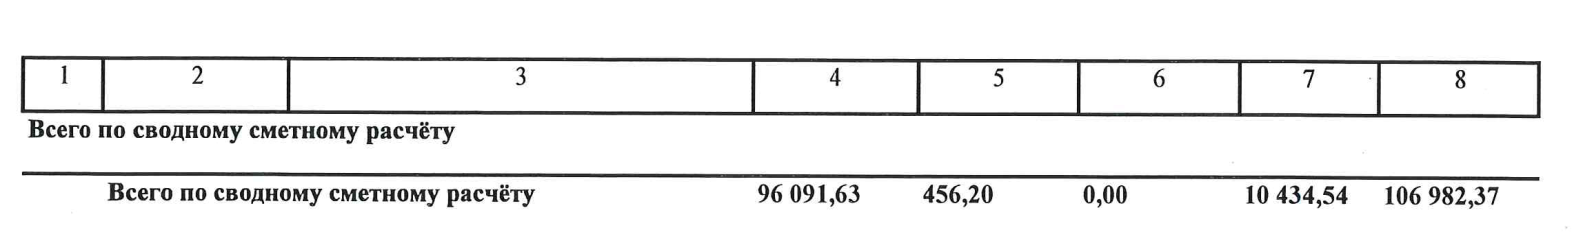 1 2 3 4 5 6 7 8
Всего по сводному сметному расчёту
Всего по сводному сметному расчёту 96 091,63 456,20 0,00 10 434,54 106 982,37